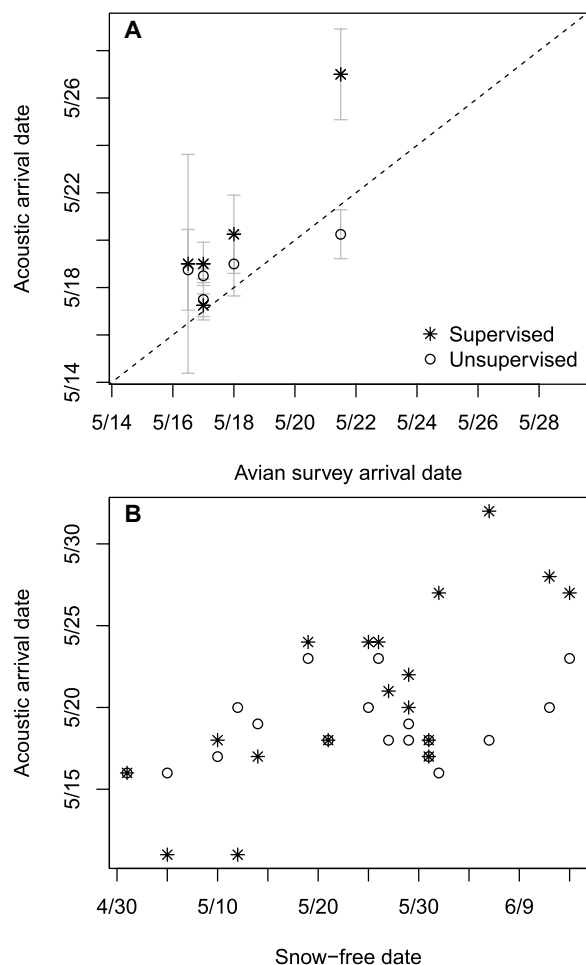 A
Acoustic arrival date
5/26
5/22
5/18
5/14
Supervised
Unsupervised
5/14 5/16 5/18 5/20 5/22 5/24 5/26 5/28
Avian survey arrival date
B
Acoustic arrival date
5/30
5/25
5/20
5/15
4/30 5/10 5/20 5/30 6/9
Snow−free date